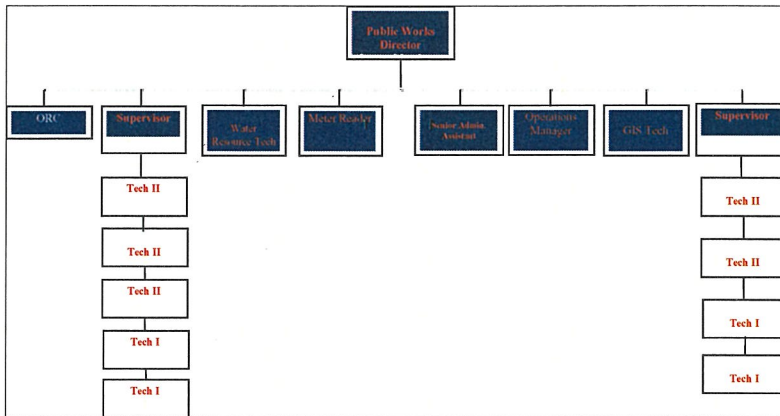 Public Works
Director
ORC
Supervisor
Water
Resource Tech
Meter Reader
Senior Admin.
Assistant
Operations
Manager
GIS Tech
Supervisor
Tech II
Tech II
Tech II
Tech I
Tech I
Tech II
Tech II
Tech I
Tech I